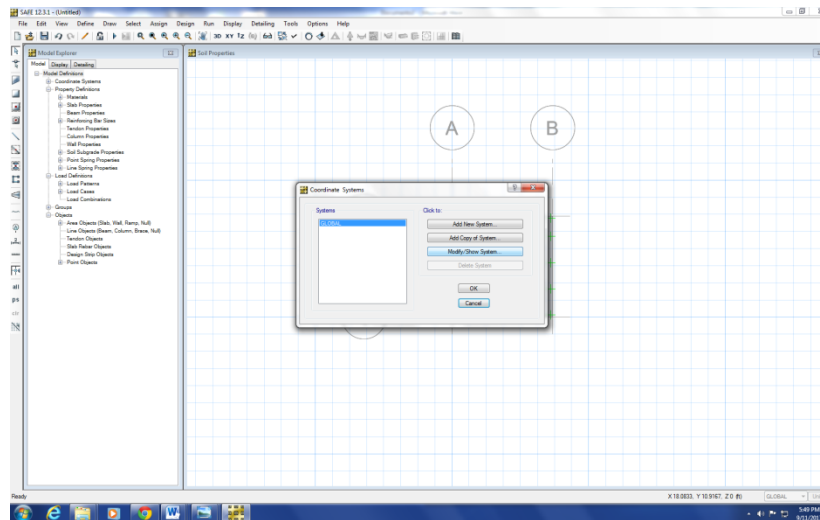 SAFE 12.3.1 - (Untitled)
File Edit View Define Draw Select Assign Design Run Display Detailing Tools Options Help
3D XY
Model Explorer
Model Display Detailing
Model Definitions
Coordinate Systems
Property Definitions
Materials
Slab Properties
Beam Properties
Reinforcing Bar Sizes
Tendon Properties
Column Properties
Wall Properties
Soil Subgrade Properties
Point Spring Properties
Line Spring Properties
Load Definitions
Load Patterns
Load Cases
Load Combinations
Groups
Objects
Area Objects (Slab, Wall, Ramp, Null)
Line Objects (Beam, Column, Brace, Null)
Tendon Objects
Slab Rebar Objects
Design Strip Objects
Point Objects
all
ps
clr
Soil Properties
A B
Coordinate Systems
Systems
GLOBAL
Click to:
Add New System...
Add Copy of System...
Modify/Show System...
Delete System
OK
Cancel
Ready
X 18.0833, Y 10.9167, Z 0 (ft) GLOBAL
5:49 PM